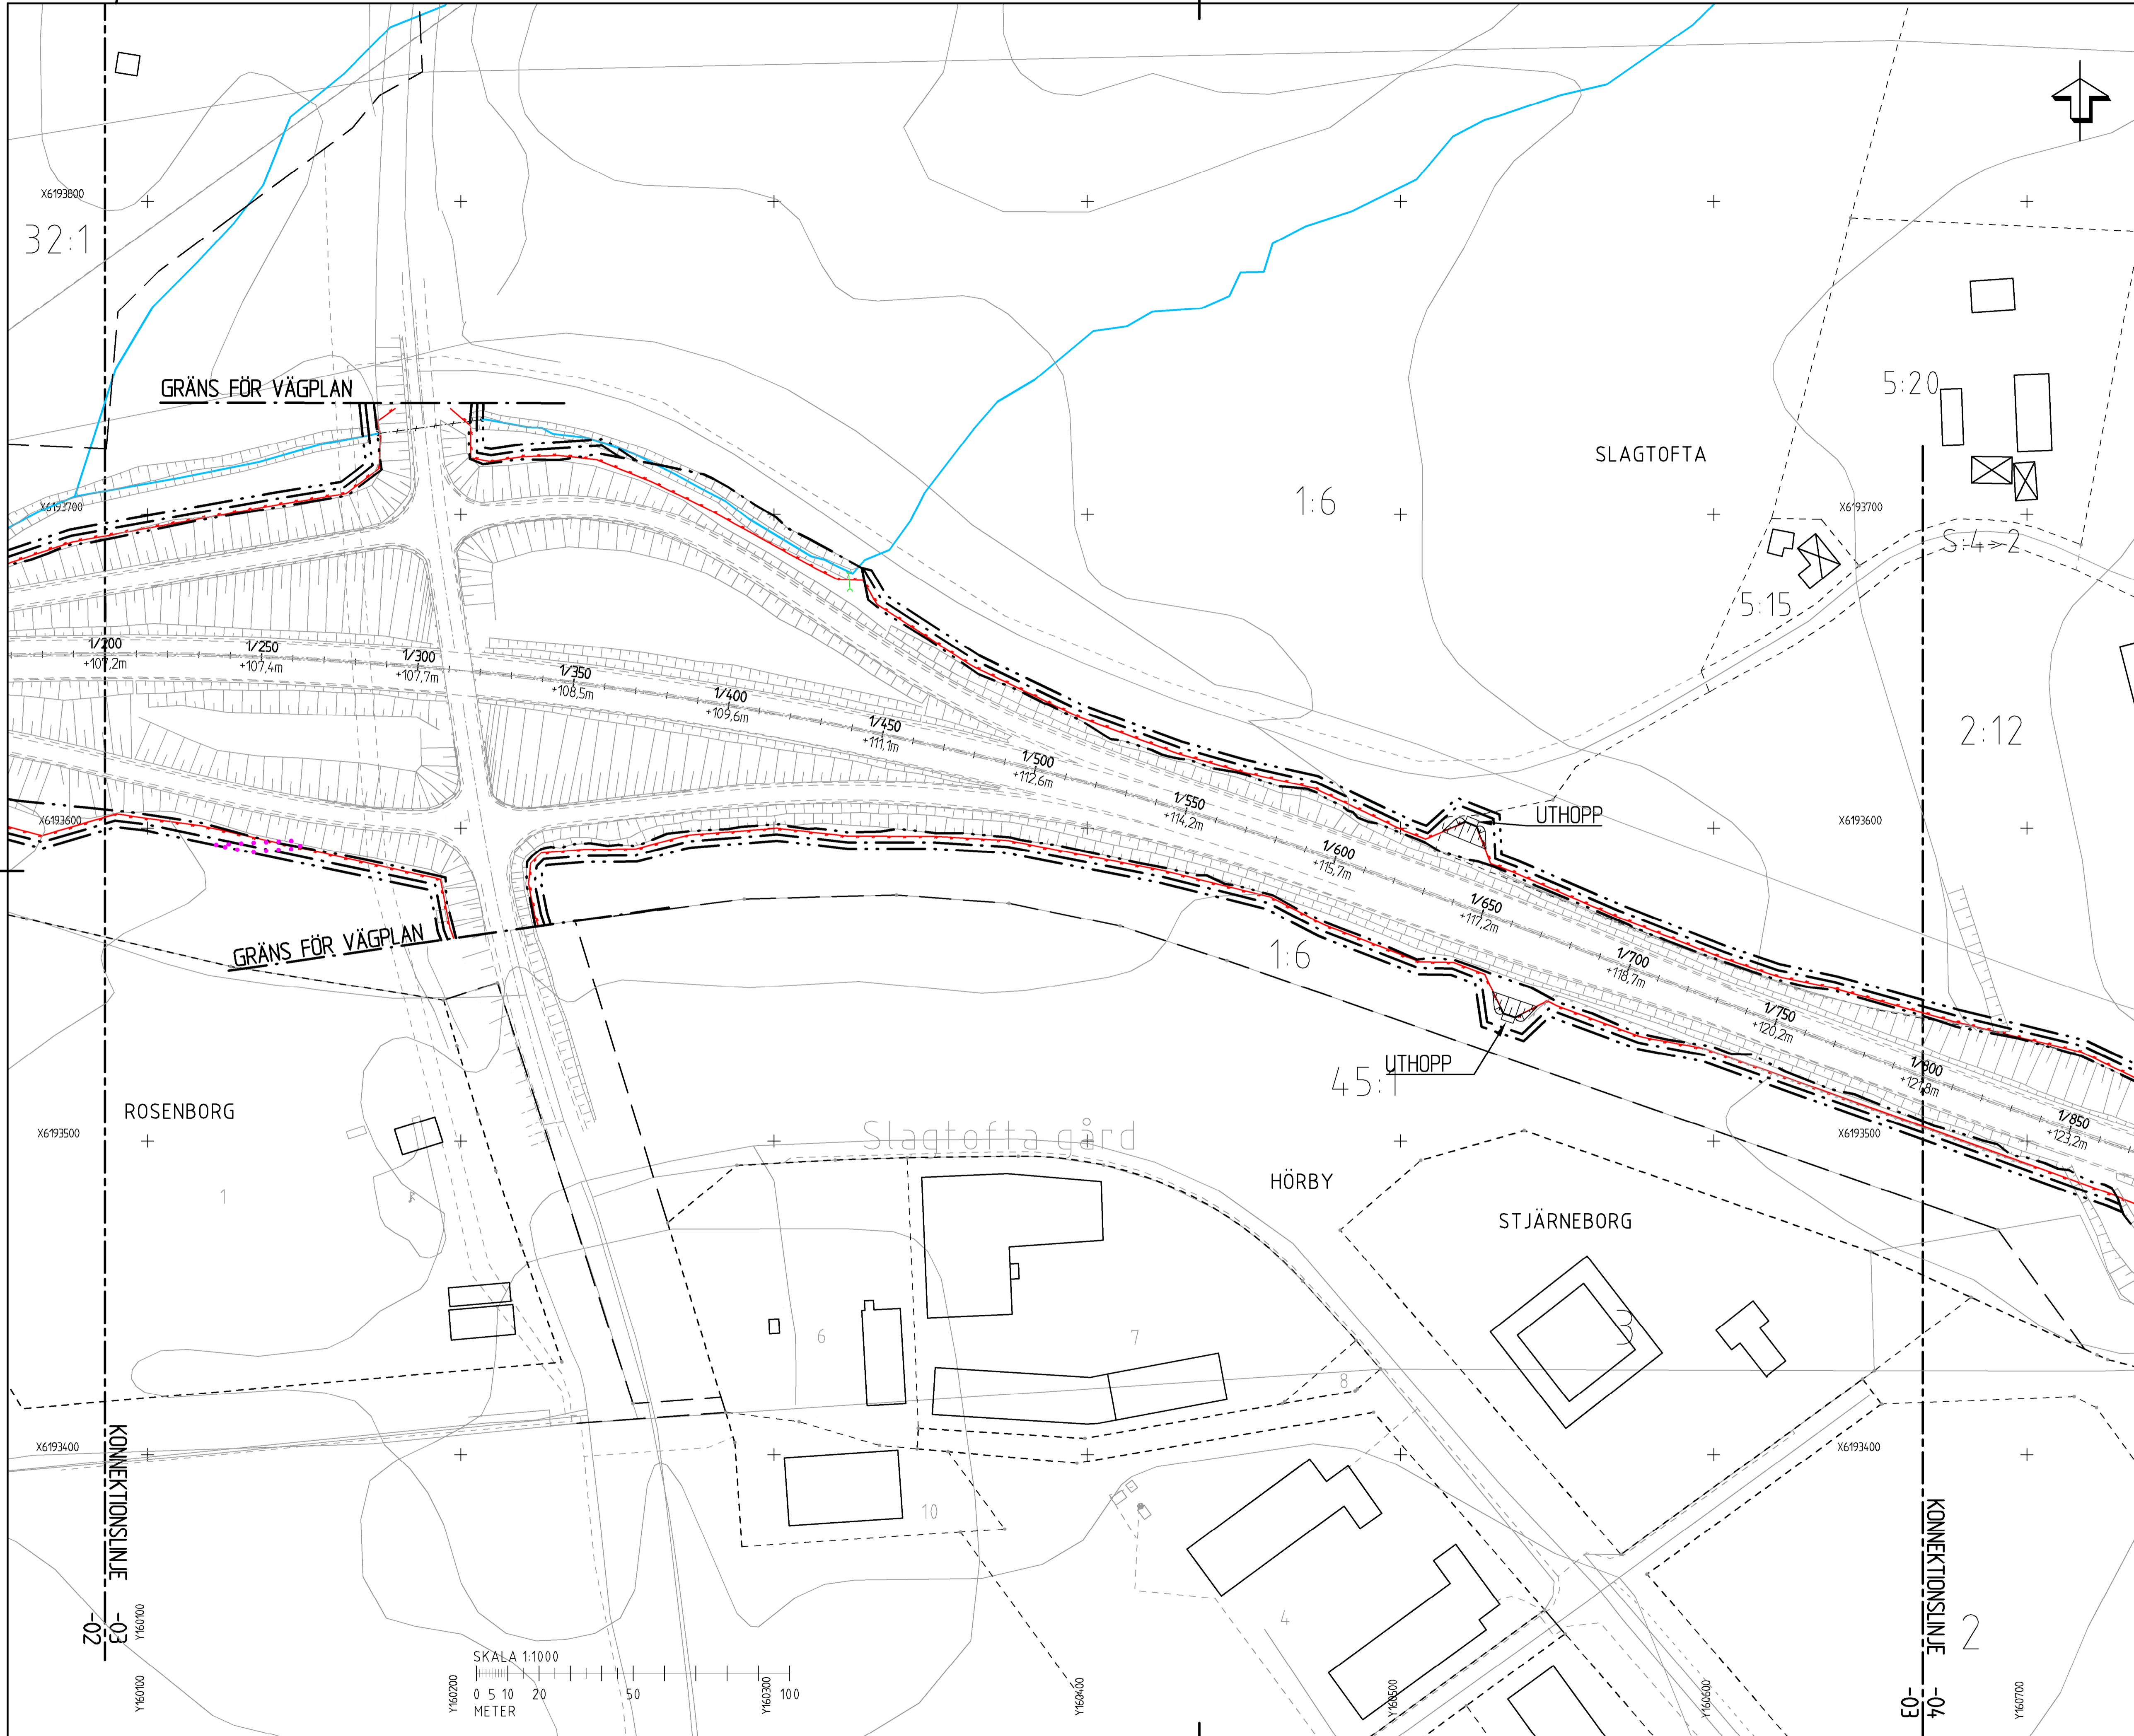 X6193800
32:1
GRÄNS FÖR VÄGPLAN
SLAGTOFTA
5:20
1:6
X6193700
X6193700
S:4>2
5:15
1/200
+107,2m
1/250
+107,4m
1/300
+107,7m
1/350
+108,5m
1/400
+109,6m
1/450
+111,1m
1/500
+112,6m
1/550
+114,2m
1/600
+115,7m
1/650
+117,2m
1/700
+118,7m
1/750
+120,2m
1/800
+121,8m
1/850
+123,2m
2:12
X6193600
UTHOPP
X6193600
GRÄNS FÖR VÄGPLAN
1:6
UTHOPP
45:1
ROSENBORG
X6193500
Slagtofta gård
X6193500
HÖRBY
1
STJÄRNEBORG
6
7
3
8
X6193400
X6193400
10
4
2
KONNEKTIONSLINJE
-03
-02
KONNEKTIONSLINJE
-04
-03
Y160100
SKALA 1:1000
0 5 10 20 50 100
METER
Y160100
Y160200
Y160300
Y160400
Y160500
Y160600
Y160700